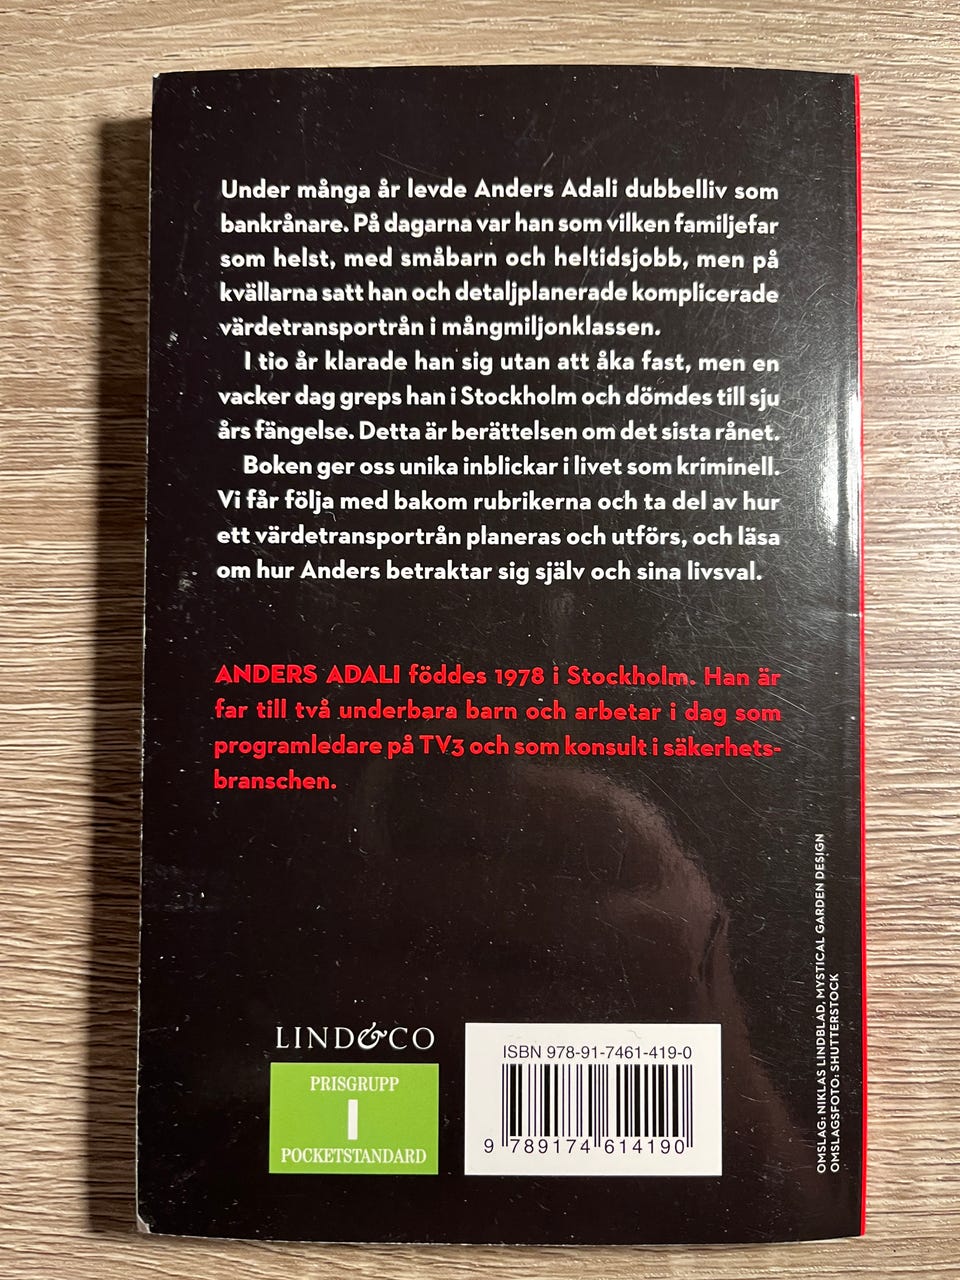 Under många år levde Anders Adali dubbelliv som
bankrånare. På dagarna var han som vilken familjefar
som helst, med småbarn och heltidsjobb, men på
kvällarna satt han och detaljplanerade komplicerade
värdetransportrån i mångmiljonklassen.
I tio år klarade han sig utan att åka fast, men en
vacker dag greps han i Stockholm och dömdes till sju
års fängelse. Detta är berättelsen om det sista rånet.
Boken ger oss unika inblickar i livet som kriminell.
Vi får följa med bakom rubrikerna och ta del av hur
ett värdetransportrån planeras och utförs, och läsa
om hur Anders betraktar sig själv och sina livsval.
ANDERS ADALI föddes 1978 i Stockholm. Han är
far till två underbara barn och arbetar i dag som
programledare på TV3 och som konsult i säkerhets-
branschen.
LIND&CO
PRISGRUPP
1
POCKETSTANDARD
ISBN 978-91-7461-419-0
9 789174 614190
OMSLAG: NIKLAS LINDBLAD, MYSTICAL GARDEN DESIGN
OMSLAGSFOTO: SHUTTERSTOCK